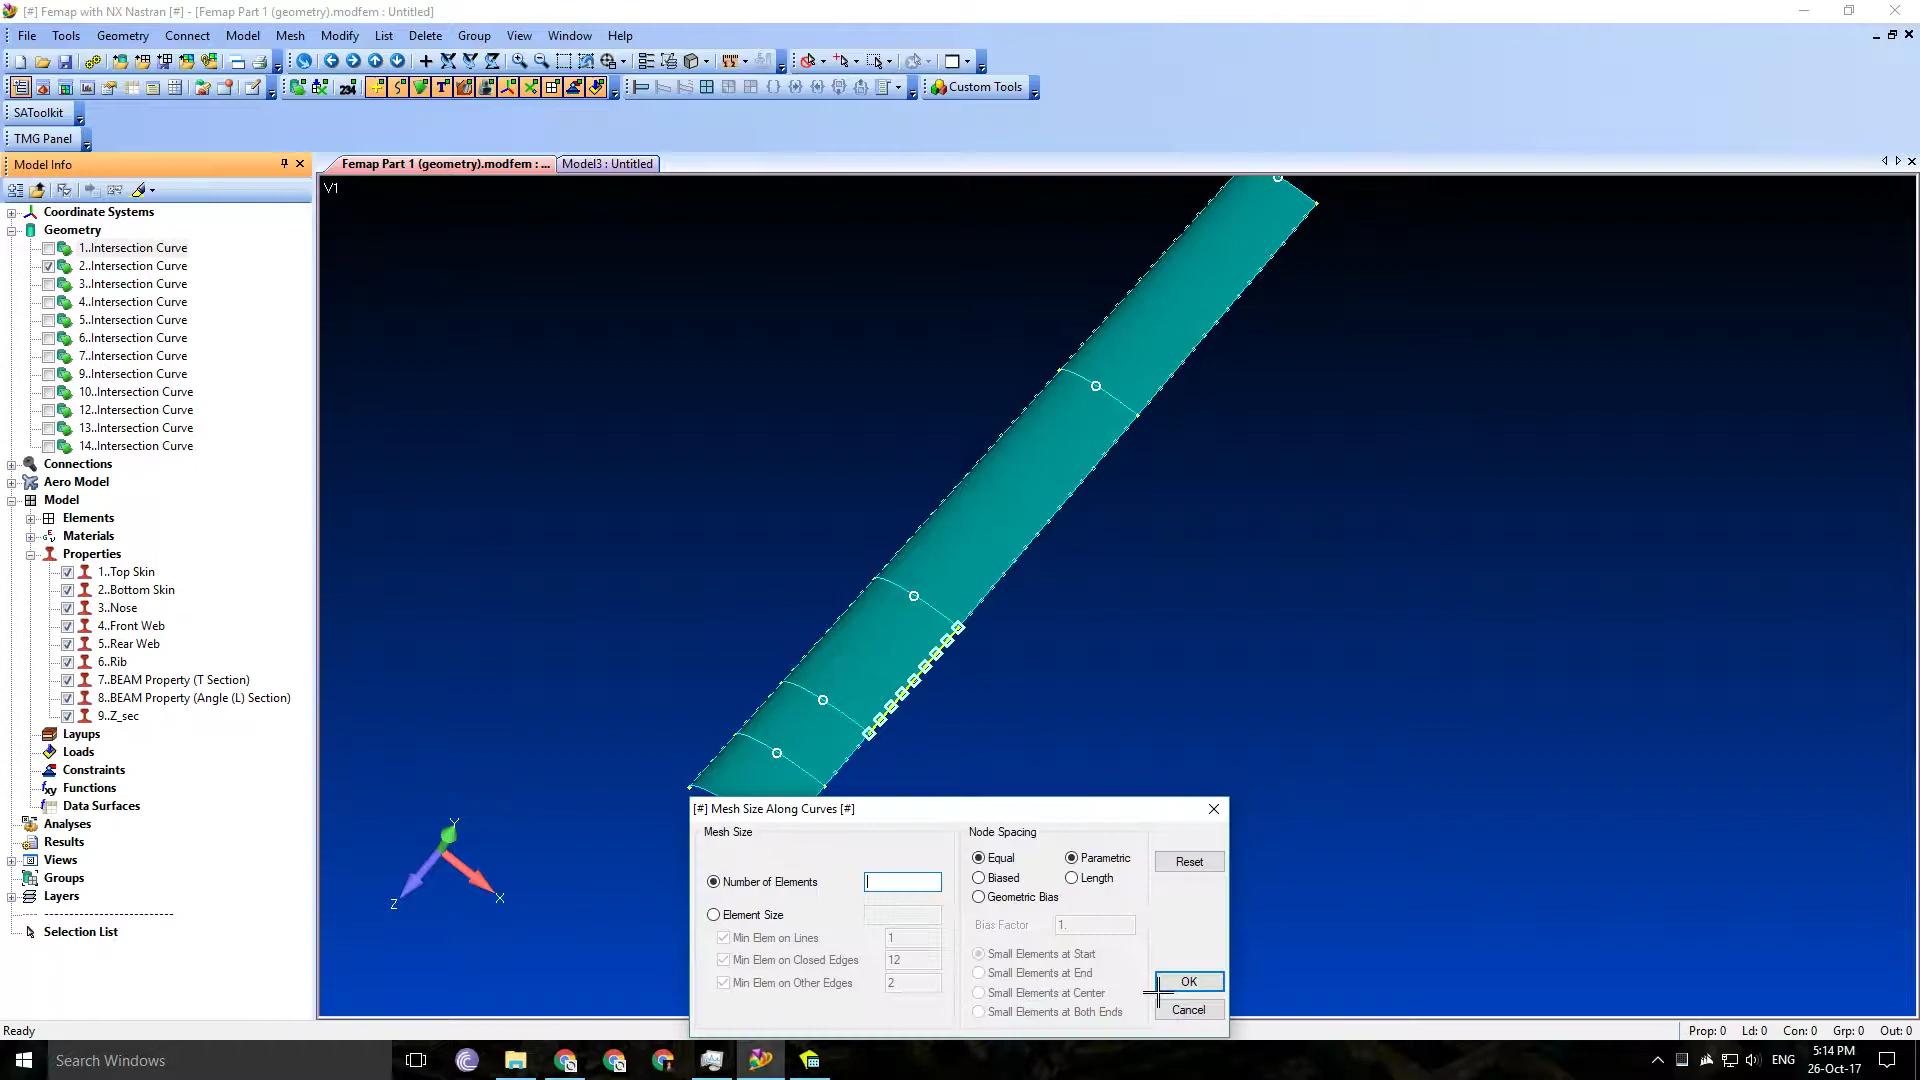 [#] Femap with NX Nastran [#] - [Femap Part 1 (geometry).modfem : Untitled]
File Tools Geometry Connect Model Mesh Modify List Delete Group View Window Help
234
Custom Tools
SAToolkit
TMG Panel
Model Info
Femap Part 1 (geometry).modfem : ...
Model3 : Untitled
V1
Coordinate Systems
Geometry
1..Intersection Curve
2..Intersection Curve
3..Intersection Curve
4..Intersection Curve
5..Intersection Curve
6..Intersection Curve
7..Intersection Curve
9..Intersection Curve
10..Intersection Curve
12..Intersection Curve
13..Intersection Curve
14..Intersection Curve
Connections
Aero Model
Model
Elements
Materials
Properties
1..Top Skin
2..Bottom Skin
3..Nose
4..Front Web
5..Rear Web
6..Rib
7..BEAM Property (T Section)
8..BEAM Property (Angle (L) Section)
9..Z_sec
Layups
Loads
Constraints
Functions
Data Surfaces
Analyses
Results
Views
Groups
Layers
------------------------
Selection List
Y
Z
X
[#] Mesh Size Along Curves [#]
Mesh Size
Number of Elements
Element Size
Min Elem on Lines 1
Min Elem on Closed Edges 12
Min Elem on Other Edges 2
Node Spacing
Equal Parametric
Biased Length
Geometric Bias
Bias Factor 1.
Small Elements at Start
Small Elements at End
Small Elements at Center
Small Elements at Both Ends
Reset
OK
Cancel
Ready
Prop: 0 Ld: 0 Con: 0 Grp: 0 Out: 0
Search Windows
ENG
5:14 PM
26-Oct-17